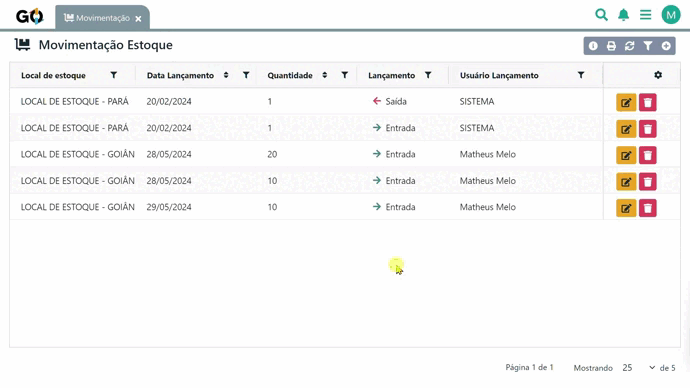 GO
Movimentação
M
Movimentação Estoque
Local de estoque Data Lançamento Quantidade Lançamento Usuário Lançamento
LOCAL DE ESTOQUE - PARÁ 20/02/2024 1 Saída SISTEMA
LOCAL DE ESTOQUE - PARÁ 20/02/2024 1 Entrada SISTEMA
LOCAL DE ESTOQUE - GOIÂN 28/05/2024 20 Entrada Matheus Melo
LOCAL DE ESTOQUE - GOIÂN 28/05/2024 10 Entrada Matheus Melo
LOCAL DE ESTOQUE - GOIÂN 29/05/2024 10 Entrada Matheus Melo
Página 1 de 1 Mostrando 25 de 5